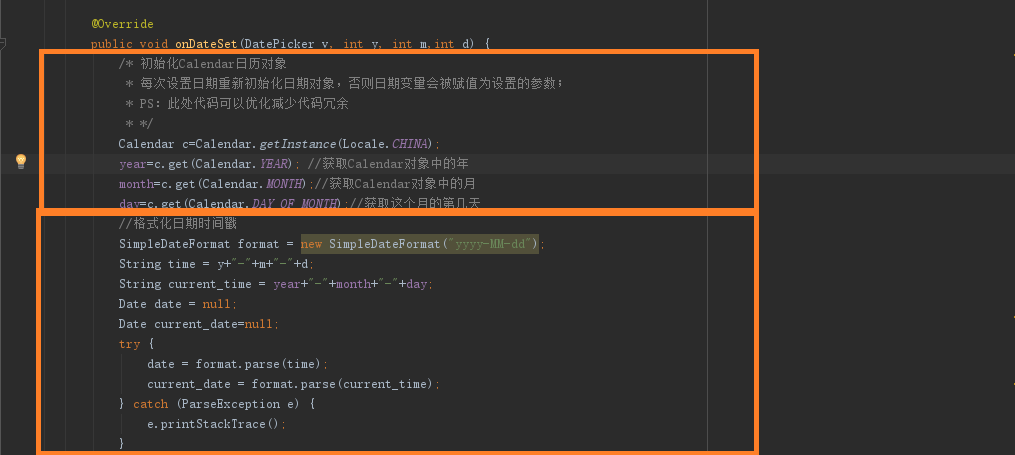 @Override
public void onDateSet(DatePicker v, int y, int m,int d) {
/* 初始化Calendar日历对象
* 每次设置日期重新初始化日期对象，否则日期变量会被赋值为设置的参数；
* PS：此处代码可以优化减少代码冗余
* */
Calendar c=Calendar.getInstance(Locale.CHINA);
year=c.get(Calendar.YEAR); //获取Calendar对象中的年
month=c.get(Calendar.MONTH);//获取Calendar对象中的月
day=c.get(Calendar.DAY_OF_MONTH);//获取这个月的第几天
//格式化日期时间戳
SimpleDateFormat format = new SimpleDateFormat("yyyy-MM-dd");
String time = y+"-"+m+"-"+d;
String current_time = year+"-"+month+"-"+day;
Date date = null;
Date current_date=null;
try {
date = format.parse(time);
current_date = format.parse(current_time);
} catch (ParseException e) {
e.printStackTrace();
}